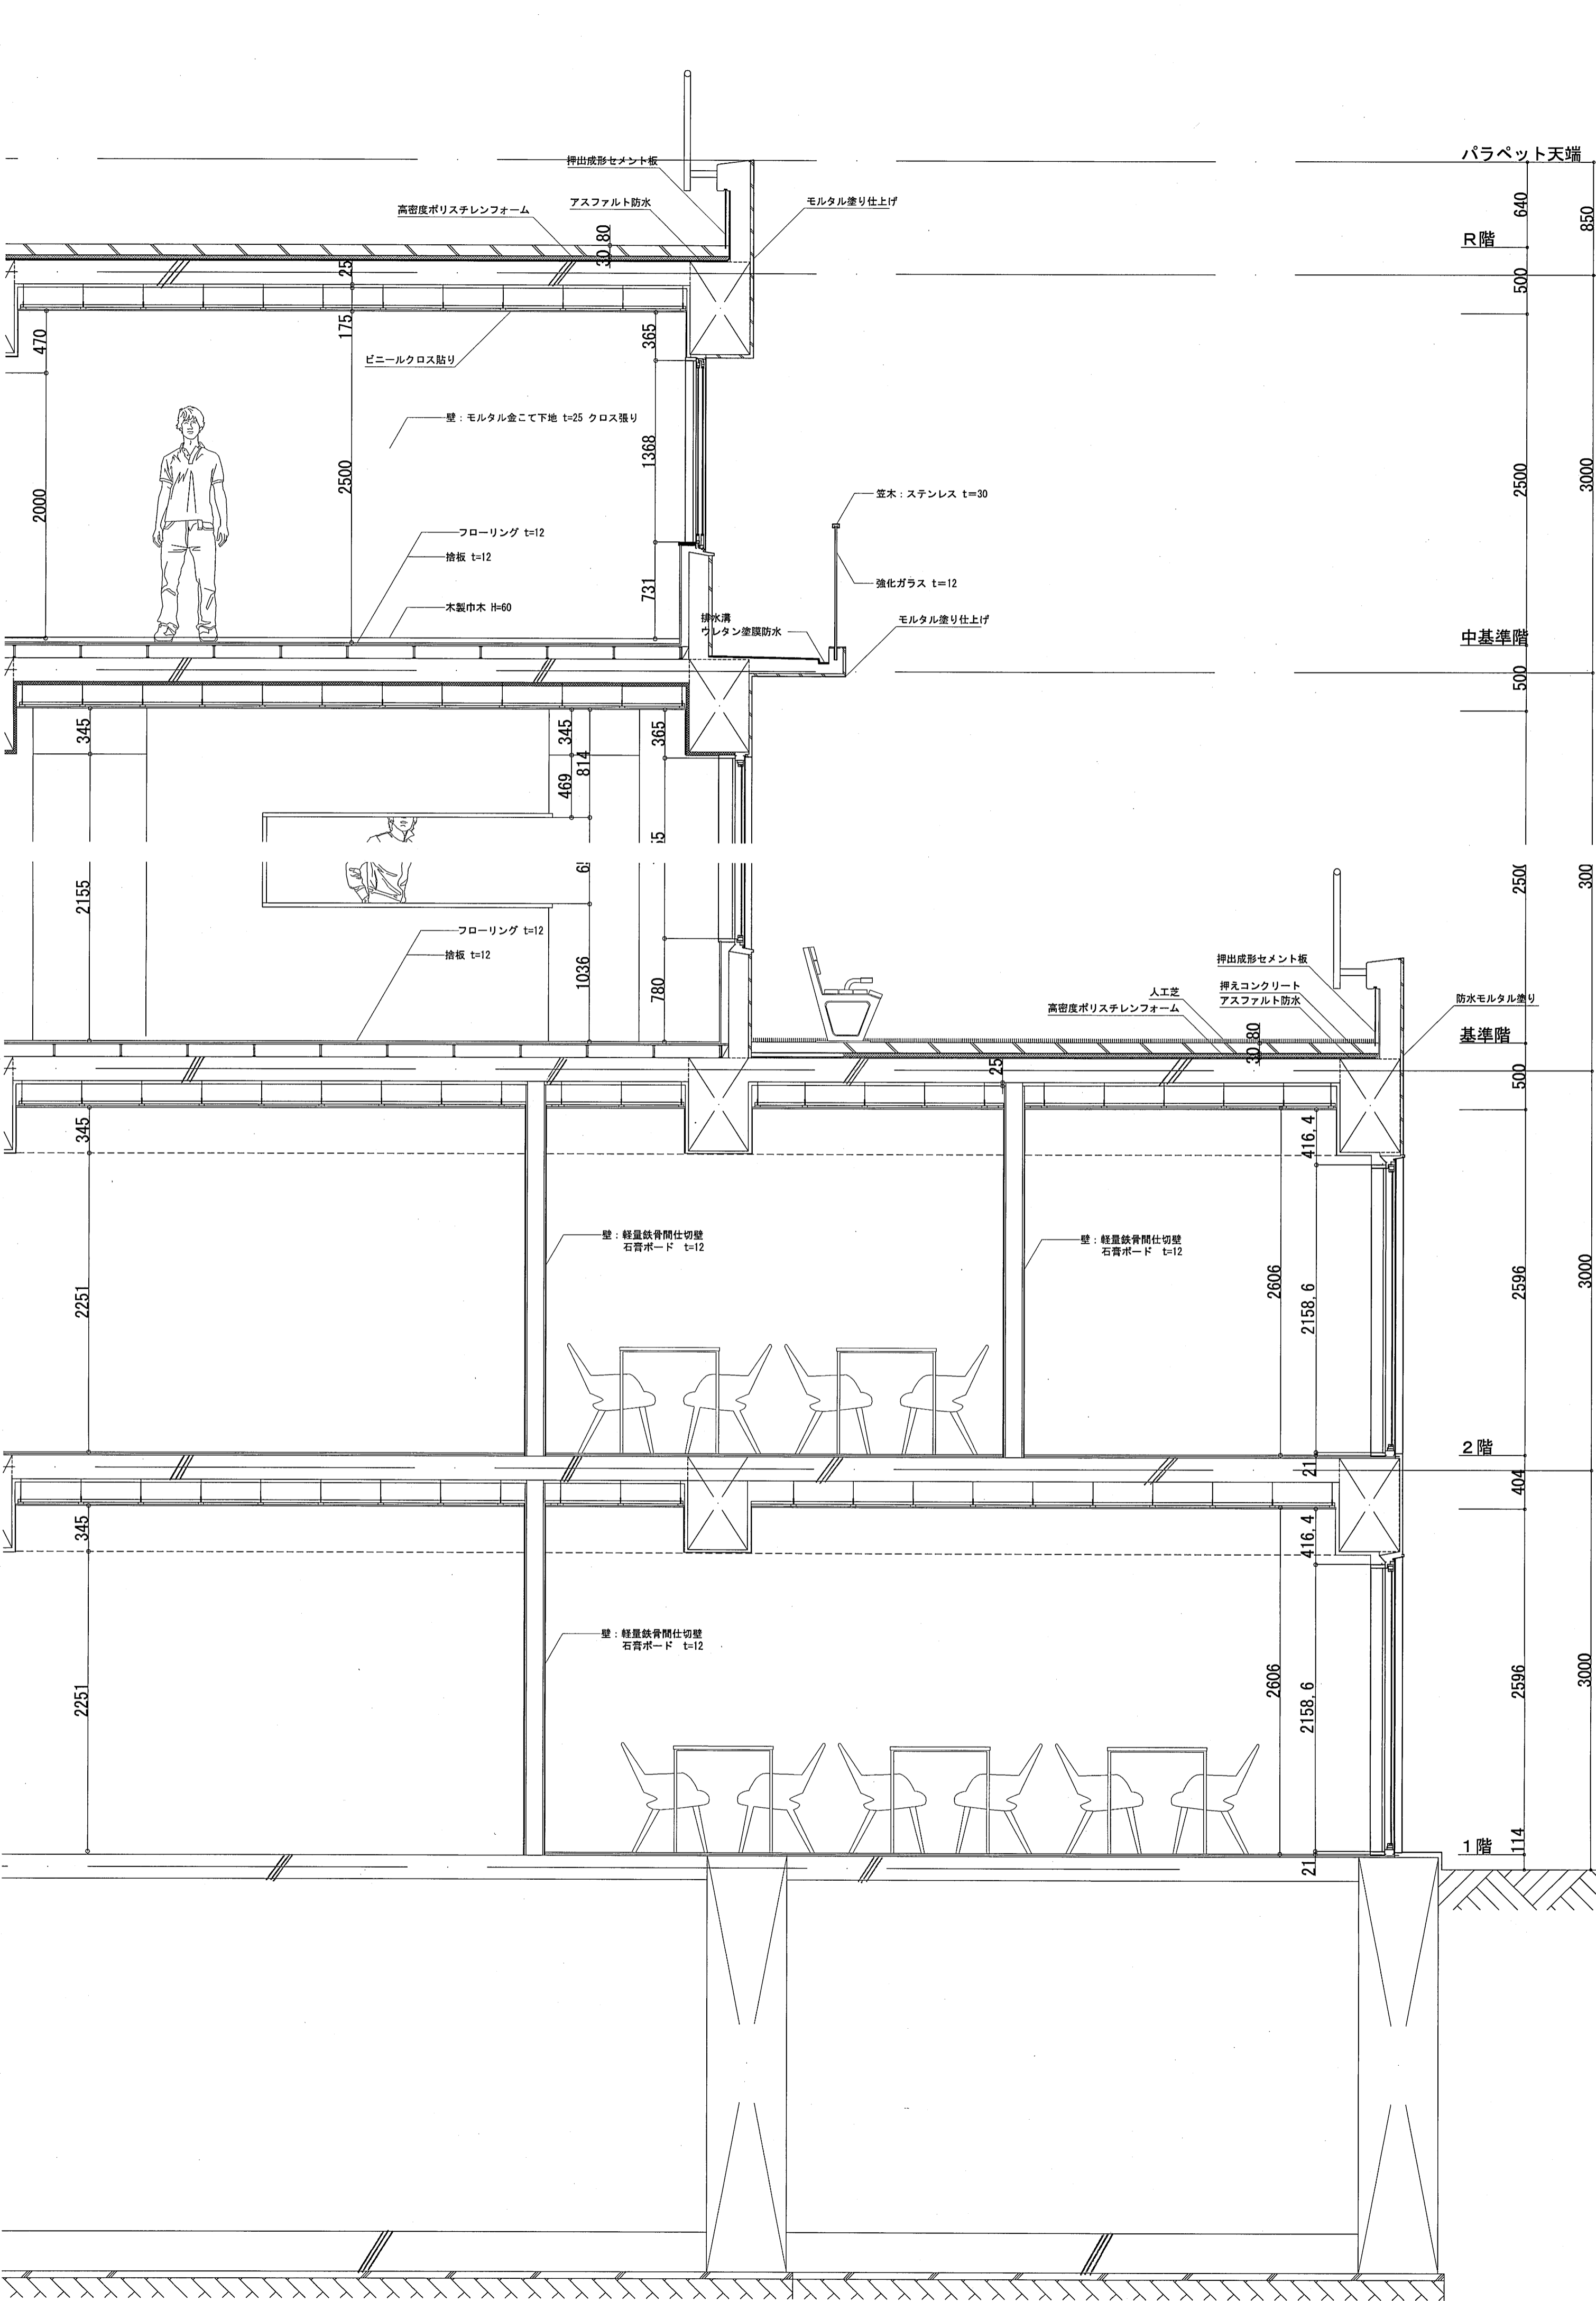 パラペット天端
押出成形セメント板
アスファルト防水
モルタル塗り仕上げ
高密度ポリスチレンフォーム
640
850
R階
30 80
25
500
175
470
365
ビニールクロス貼り
壁：モルタル金こて下地 t=25 クロス張り
1368
2500
2000
2500
3000
笠木：ステンレス t=30
フローリング t=12
捨板 t=12
強化ガラス t=12
731
木製巾木 H=60
排水溝
ウレタン塗膜防水
モルタル塗り仕上げ
中基準階
500
345
345
814
365
469
2155
2500
フローリング t=12
捨板 t=12
1036
780
押出成形セメント板
人工芝
押えコンクリート
高密度ポリスチレンフォーム
アスファルト防水
防水モルタル塗り
基準階
30 80
25
500
345
416,4
壁：軽量鉄骨間仕切壁
石膏ボード t=12
壁：軽量鉄骨間仕切壁
石膏ボード t=12
2251
2606
2158,6
2596
3000
2階
21
404
345
416,4
壁：軽量鉄骨間仕切壁
石膏ボード t=12
2251
2606
2158,6
2596
3000
1階
114
21